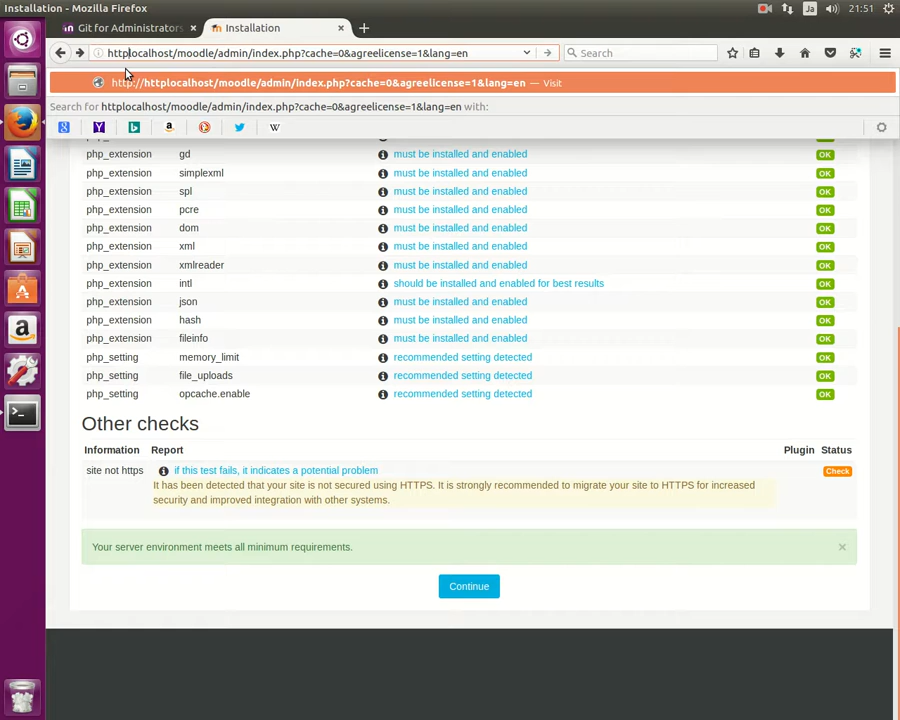 Installation - Mozilla Firefox
Ja
21:51
Git for Administrators
Installation
httplocalhost/moodle/admin/index.php?cache=0&agreelicense=1&lang=en
Search
http://httplocalhost/moodle/admin/index.php?cache=0&agreelicense=1&lang=en — Visit
Search for httplocalhost/moodle/admin/index.php?cache=0&agreelicense=1&lang=en with:
php_extension gd must be installed and enabled OK
php_extension simplexml must be installed and enabled OK
php_extension spl must be installed and enabled OK
php_extension pcre must be installed and enabled OK
php_extension dom must be installed and enabled OK
php_extension xml must be installed and enabled OK
php_extension xmlreader must be installed and enabled OK
php_extension intl should be installed and enabled for best results OK
php_extension json must be installed and enabled OK
php_extension hash must be installed and enabled OK
php_extension fileinfo must be installed and enabled OK
php_setting memory_limit recommended setting detected OK
php_setting file_uploads recommended setting detected OK
php_setting opcache.enable recommended setting detected OK
Other checks
Information Report Plugin Status
site not https if this test fails, it indicates a potential problem Check
It has been detected that your site is not secured using HTTPS. It is strongly recommended to migrate your site to HTTPS for increased
security and improved integration with other systems.
Your server environment meets all minimum requirements.
Continue